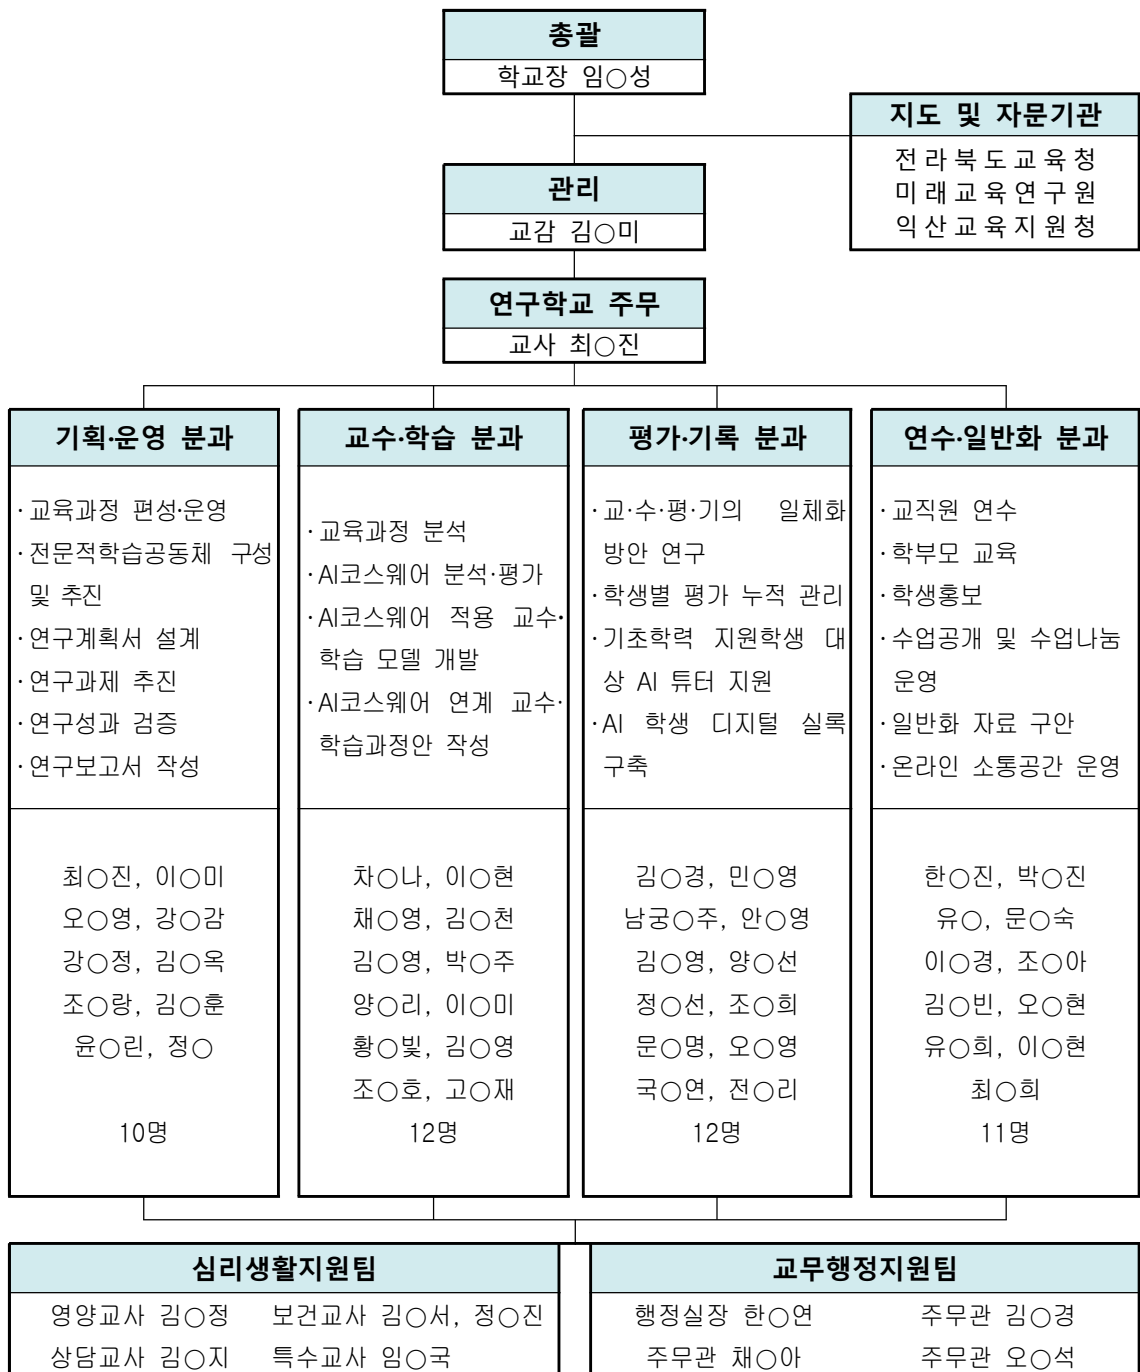 총괄
학교장 임○성
지도 및 자문기관
전라북도교육청
미래교육연구원
익산교육지원청
관리
교감 김○미
연구학교 주무
교사 최○진
기획·운영 분과
·교육과정 편성·운영
·전문적학습공동체 구성
및 추진
·연구계획서 설계
·연구과제 추진
·연구성과 검증
·연구보고서 작성
최○진, 이○미
오○영, 강○감
강○정, 김○옥
조○랑, 김○훈
윤○린, 정○
10명
교수·학습 분과
·교육과정 분석
·AI코스웨어 분석·평가
·AI코스웨어 적용 교수·
학습 모델 개발
·AI코스웨어 연계 교수·
학습과정안 작성
차○나, 이○현
채○영, 김○천
김○영, 박○주
양○리, 이○미
황○빛, 김○영
조○호, 고○재
12명
평가·기록 분과
·교·수·평·기의 일체화
방안 연구
·학생별 평가 누적 관리
·기초학력 지원학생 대
상 AI 튜터 지원
·AI 학생 디지털 실록
구축
김○경, 민○영
남궁○주, 안○영
김○영, 양○선
정○선, 조○희
문○명, 오○영
국○연, 전○리
12명
연수·일반화 분과
·교직원 연수
·학부모 교육
·학생홍보
·수업공개 및 수업나눔
운영
·일반화 자료 구안
·온라인 소통공간 운영
한○진, 박○진
유○, 문○숙
이○경, 조○아
김○빈, 오○현
유○희, 이○현
최○희
11명
심리생활지원팀
영양교사 김○정 보건교사 김○서, 정○진
상담교사 김○지 특수교사 임○국
교무행정지원팀
행정실장 한○연 주무관 김○경
주무관 채○아 주무관 오○석